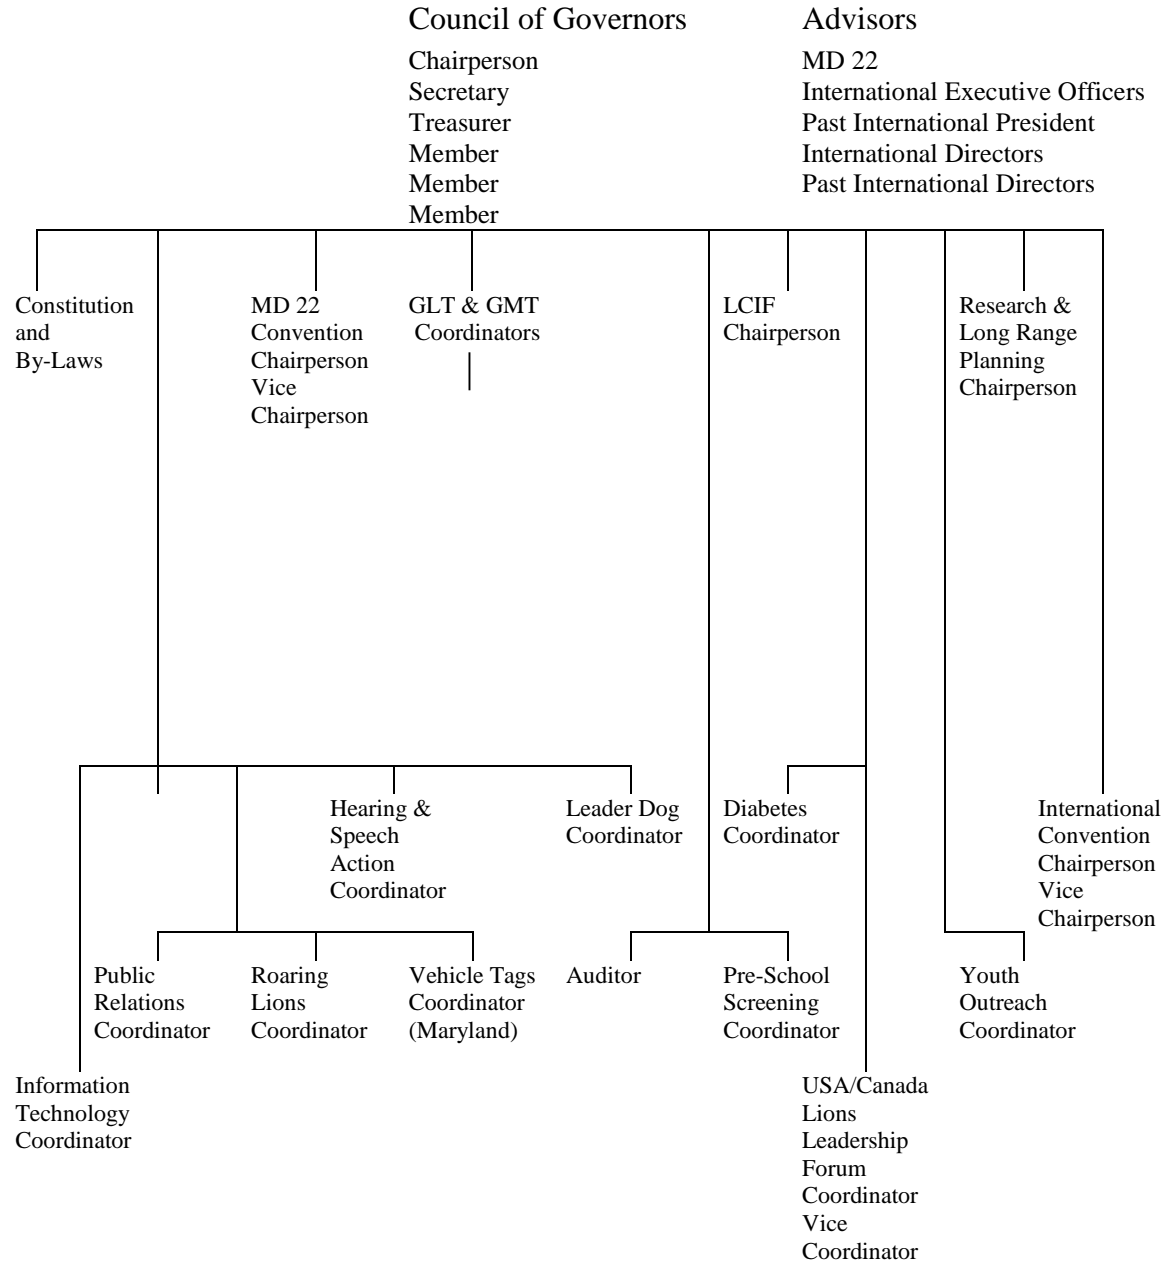 Council of Governors
Chairperson
Secretary
Treasurer
Member
Member
Member
Advisors
MD 22
International Executive Officers
Past International President
International Directors
Past International Directors
Constitution
and
By-Laws
MD 22
Convention
Chairperson
Vice
Chairperson
GLT & GMT
Coordinators
LCIF
Chairperson
Research &
Long Range
Planning
Chairperson
Hearing &
Speech
Action
Coordinator
Leader Dog
Coordinator
Diabetes
Coordinator
International
Convention
Chairperson
Vice
Chairperson
Public
Relations
Coordinator
Roaring
Lions
Coordinator
Vehicle Tags
Coordinator
(Maryland)
Auditor
Pre-School
Screening
Coordinator
Youth
Outreach
Coordinator
Information
Technology
Coordinator
USA/Canada
Lions
Leadership
Forum
Coordinator
Vice
Coordinator